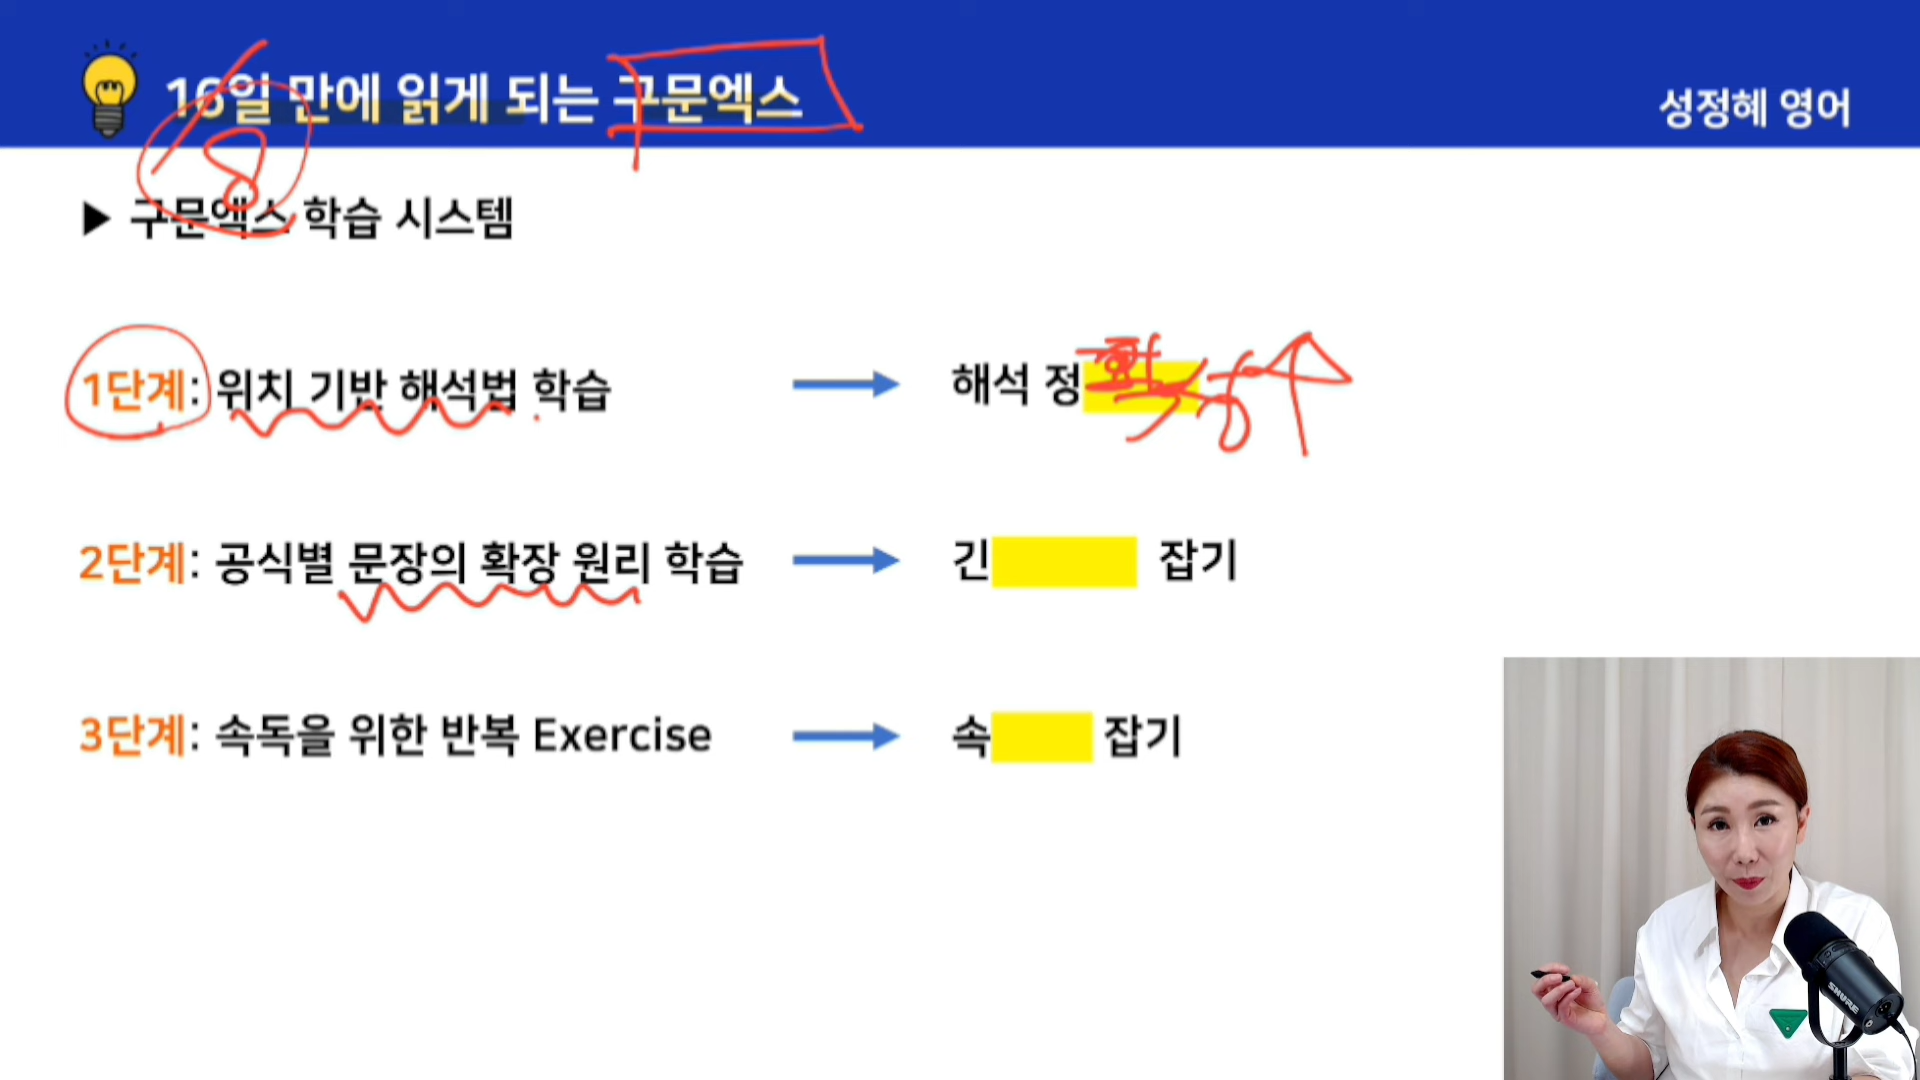 16일 만에 읽게 되는 구문엑스
성정혜 영어
8
▶ 구문엑스 학습 시스템
1단계: 위치 기반 해석법 학습 → 해석 정확성↑
2단계: 공식별 문장의 확장 원리 학습 → 긴 잡기
3단계: 속독을 위한 반복 Exercise → 속 잡기
SHURE